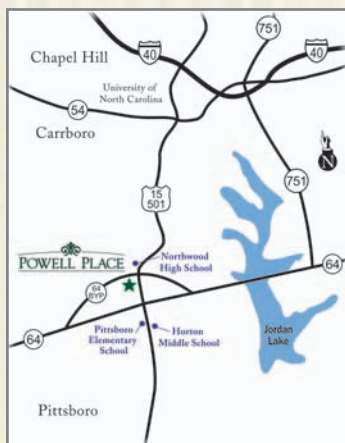 751
40
40
Chapel Hill
University of
North Carolina
54
Carrboro
751
N
15
501
POWELL PLACE
Northwood
High School
64
BYP
64
Pittsboro
Elementary
School
Horton
Middle School
Jordan
Lake
64
Pittsboro